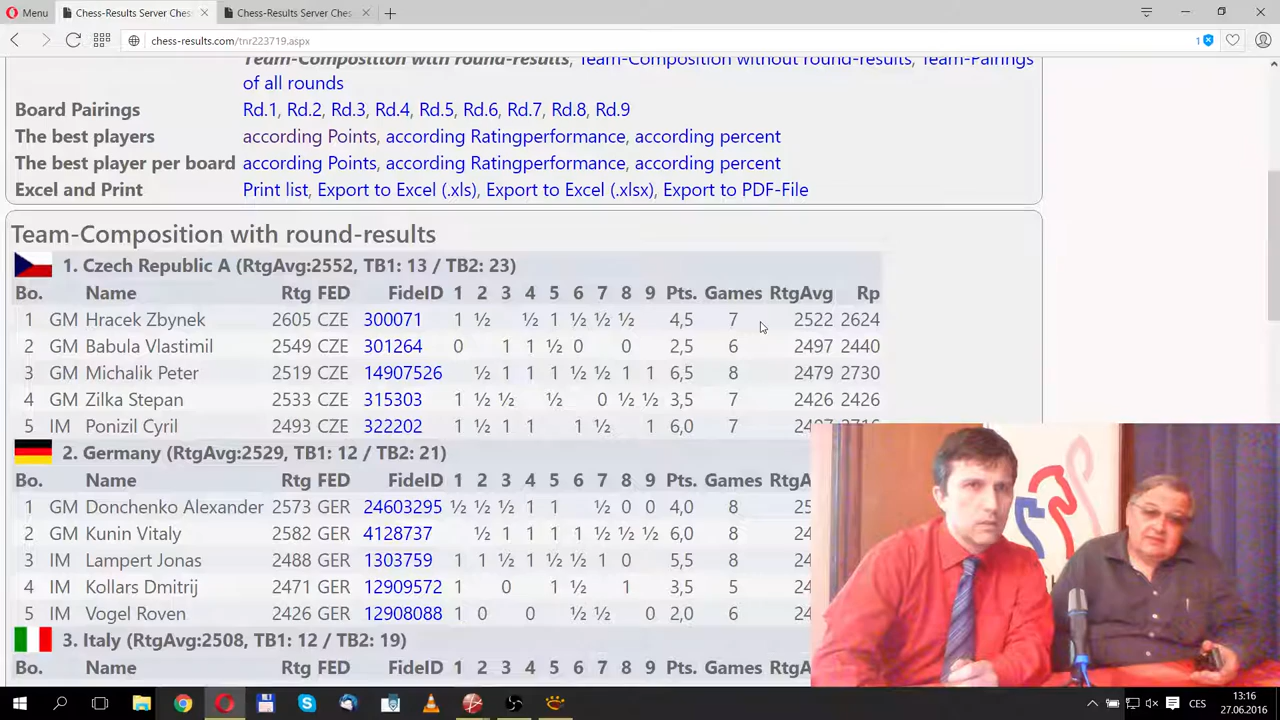 Menu
Chess-Results Server Ches
Chess-Results Server Ches
chess-results.com/tnr223719.aspx
1
Team-Composition with round-results, Team-Composition without round-results, Team-Pairings
of all rounds
Board Pairings Rd.1, Rd.2, Rd.3, Rd.4, Rd.5, Rd.6, Rd.7, Rd.8, Rd.9
The best players according Points, according Ratingperformance, according percent
The best player per board according Points, according Ratingperformance, according percent
Excel and Print Print list, Export to Excel (.xls), Export to Excel (.xlsx), Export to PDF-File
Team-Composition with round-results
1. Czech Republic A (RtgAvg:2552, TB1: 13 / TB2: 23)
Bo. Name Rtg FED FideID 1 2 3 4 5 6 7 8 9 Pts. Games RtgAvg Rp
1 GM Hracek Zbynek 2605 CZE 300071 1 ½ ½ 1 ½ ½ ½ 4,5 7 2522 2624
2 GM Babula Vlastimil 2549 CZE 301264 0 1 1 ½ 0 0 2,5 6 2497 2440
3 GM Michalik Peter 2519 CZE 14907526 ½ 1 1 1 ½ ½ 1 1 6,5 8 2479 2730
4 GM Zilka Stepan 2533 CZE 315303 1 ½ ½ ½ 0 ½ ½ 3,5 7 2426 2426
5 IM Ponizil Cyril 2493 CZE 322202 1 ½ 1 1 1 ½ 1 6,0 7
2. Germany (RtgAvg:2529, TB1: 12 / TB2: 21)
Bo. Name Rtg FED FideID 1 2 3 4 5 6 7 8 9 Pts. Games RtgA
1 GM Donchenko Alexander 2573 GER 24603295 ½ ½ ½ 1 1 ½ 0 0 4,0 8
2 GM Kunin Vitaly 2582 GER 4128737 ½ 1 1 1 1 ½ ½ ½ 6,0 8
3 IM Lampert Jonas 2488 GER 1303759 1 1 ½ 1 ½ ½ 1 0 5,5 8
4 IM Kollars Dmitrij 2471 GER 12909572 1 0 1 ½ 1 3,5 5
5 IM Vogel Roven 2426 GER 12908088 1 0 0 ½ ½ 0 2,0 6
3. Italy (RtgAvg:2508, TB1: 12 / TB2: 19)
Bo. Name Rtg FED FideID 1 2 3 4 5 6 7 8 9 Pts. Games RtgA
CES
13:16
27.06.2016